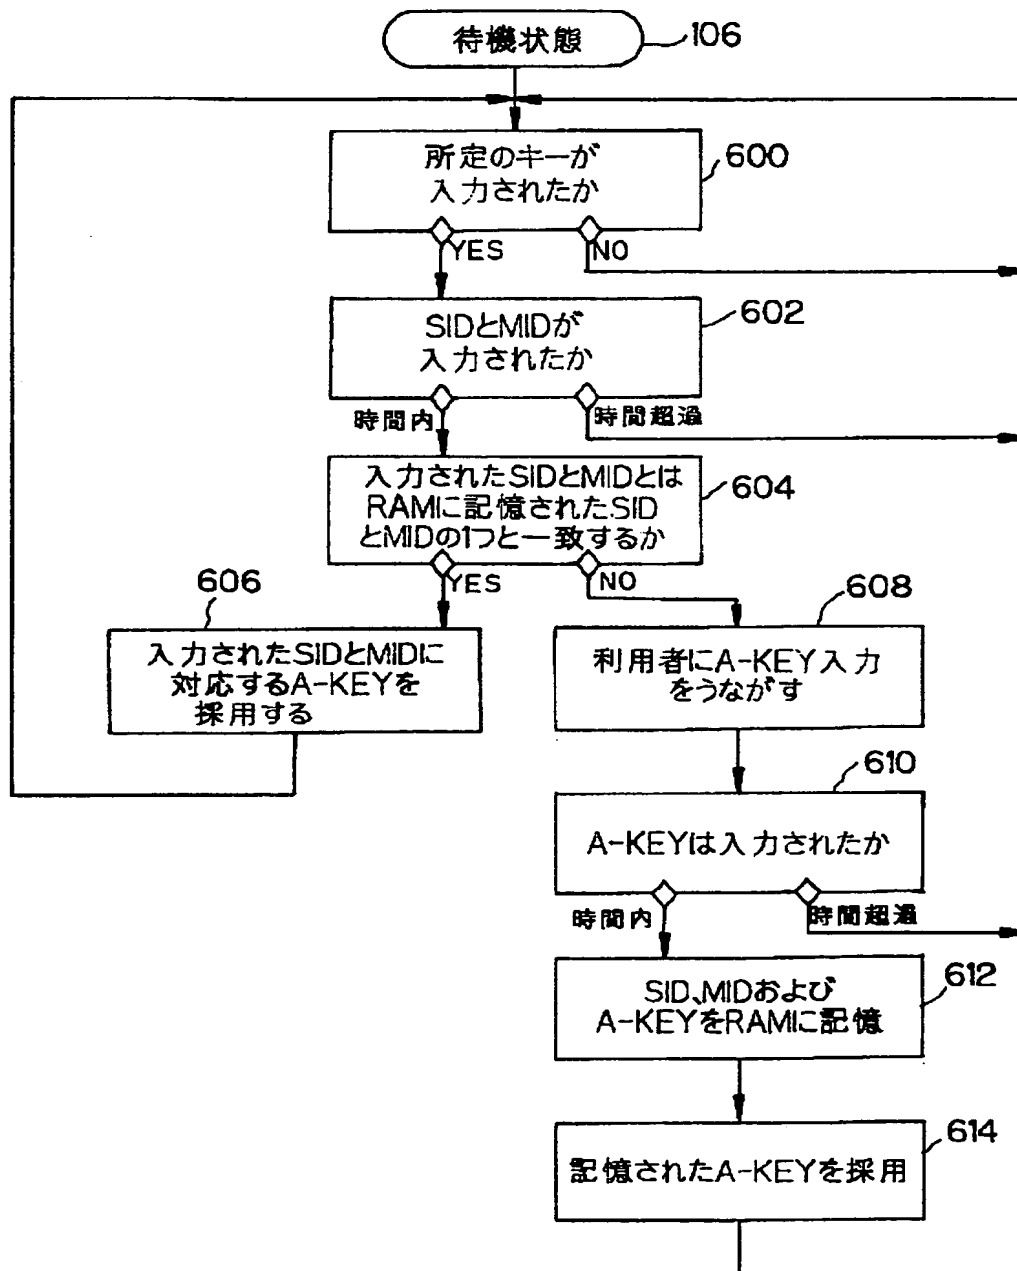 待機状態
106
所定のキーが
入力されたか
600
YES
NO
SIDとMIDが
入力されたか
602
時間内
時間超過
入力されたSIDとMIDとは
RAMに記憶されたSID
とMIDの1つと一致するか
604
YES
NO
606
入力されたSIDとMIDに
対応するA-KEYを
採用する
608
利用者にA-KEY入力
をうながす
610
A-KEYは入力されたか
時間内
時間超過
SID、MIDおよび
A-KEYをRAMに記憶
612
記憶されたA-KEYを採用
614